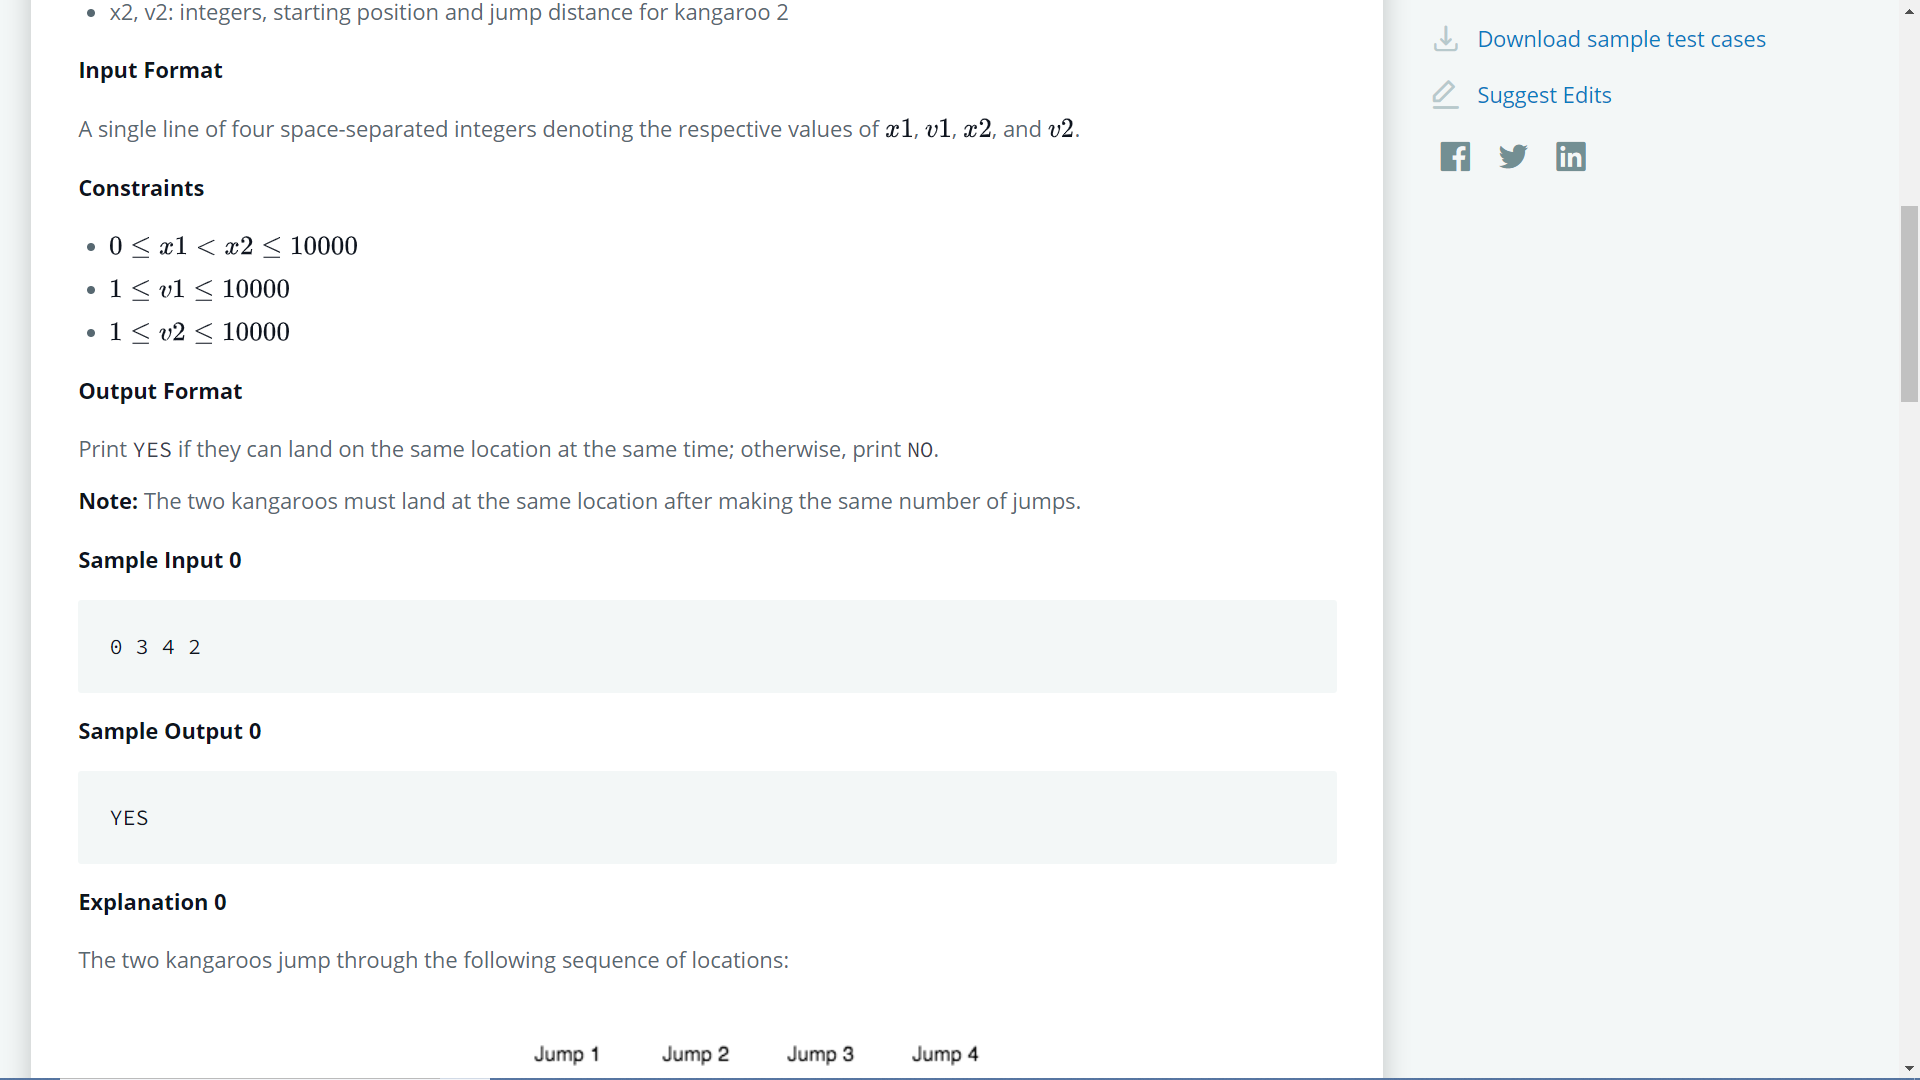 x2, v2: integers, starting position and jump distance for kangaroo 2
Input Format
A single line of four space-separated integers denoting the respective values of x1, v1, x2, and v2.
Constraints
0 ≤ x1 < x2 ≤ 10000
1 ≤ v1 ≤ 10000
1 ≤ v2 ≤ 10000
Output Format
Print YES if they can land on the same location at the same time; otherwise, print NO.
Note: The two kangaroos must land at the same location after making the same number of jumps.
Sample Input 0
0 3 4 2
Sample Output 0
YES
Explanation 0
The two kangaroos jump through the following sequence of locations:
Jump 1 Jump 2 Jump 3 Jump 4
Download sample test cases
Suggest Edits